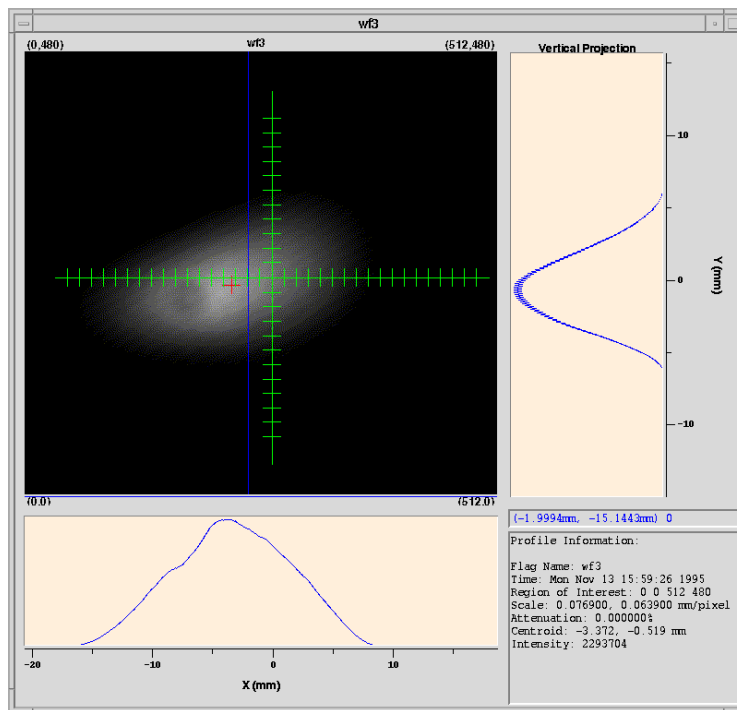 wf3
(0,480) wf3 (512,480)
Vertical Projection
10
0
-10
Y (mm)
(0.0) (512.0)
-20 -10 0 10
X (mm)
(-1.9994mm, -15.1443mm) 0
Profile Information:
Flag Name: wf3
Time: Mon Nov 13 15:59:26 1995
Region of Interest: 0 0 512 480
Scale: 0.076900, 0.063900 mm/pixel
Attenuation: 0.000000%
Centroid: -3.372, -0.519 mm
Intensity: 2293704